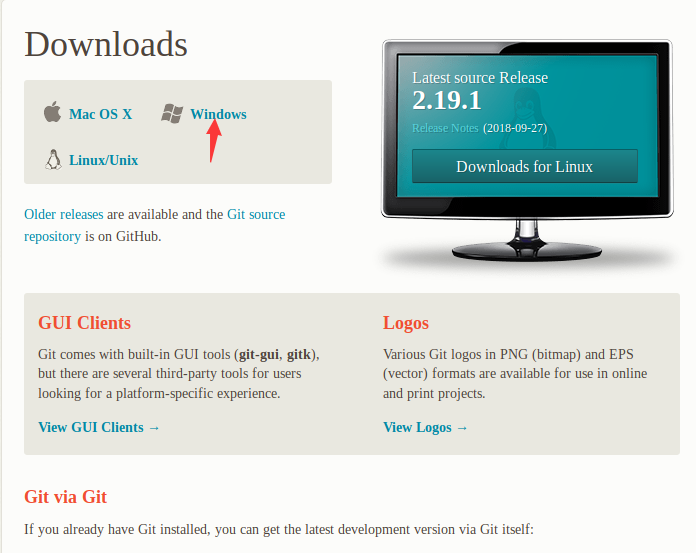 Downloads
Mac OS X
Windows
Linux/Unix
Older releases are available and the Git source
repository is on GitHub.
Latest source Release
2.19.1
Release Notes (2018-09-27)
Downloads for Linux
GUI Clients
Git comes with built-in GUI tools (git-gui, gitk),
but there are several third-party tools for users
looking for a platform-specific experience.
View GUI Clients →
Logos
Various Git logos in PNG (bitmap) and EPS
(vector) formats are available for use in online
and print projects.
View Logos →
Git via Git
If you already have Git installed, you can get the latest development version via Git itself: